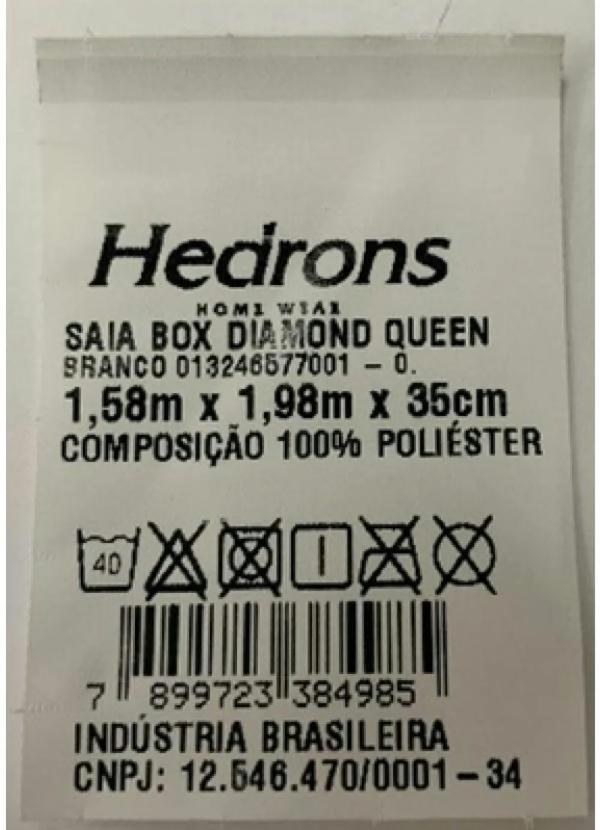 Hedrons
HOME WEAR
SAIA BOX DIAMOND QUEEN
BRANCO 013246577001 – 0.
1,58m x 1,98m x 35cm
COMPOSIÇÃO 100% POLIÉSTER
40
7 899723 384985
INDÚSTRIA BRASILEIRA
CNPJ: 12.546.470/0001 – 34